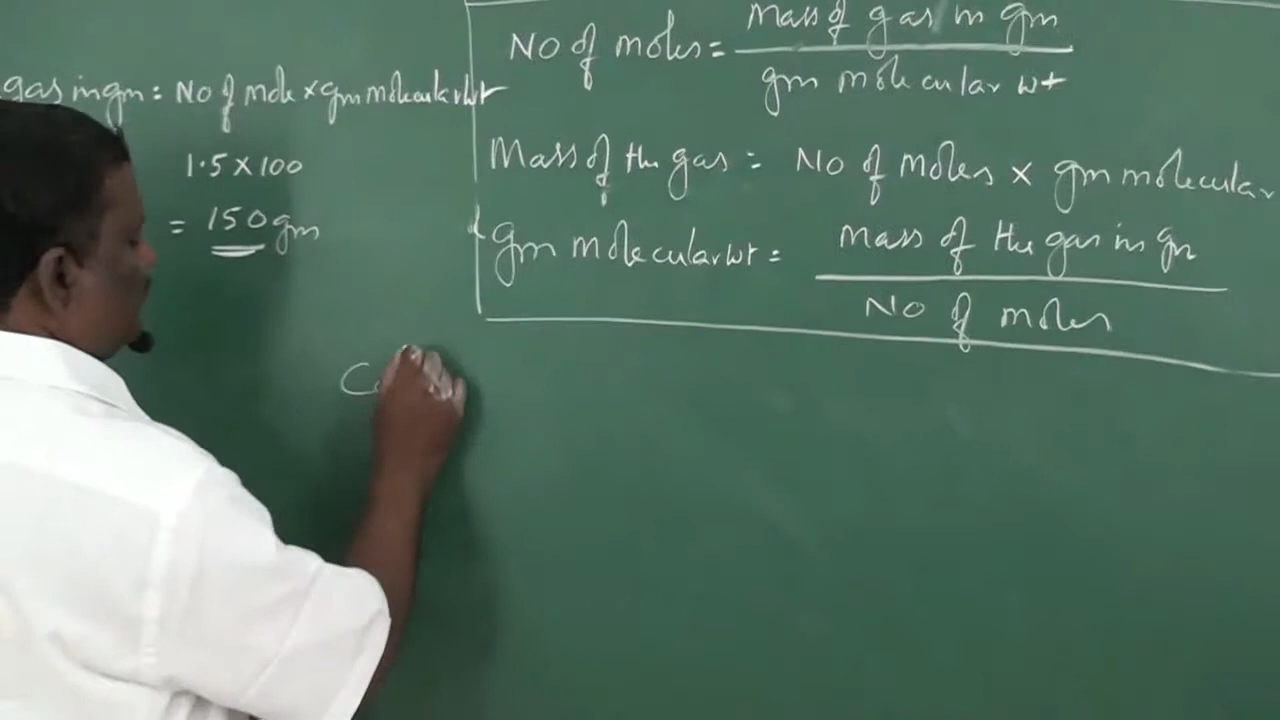 gas in gm = No of mole x gm molecular wt
1.5 x 100
= 150 gm
No of moles = Mass of gas in gm
gm molecular wt
Mass of the gas = No of moles x gm molecular
gm molecular wt = Mass of the gas in gm
No of moles